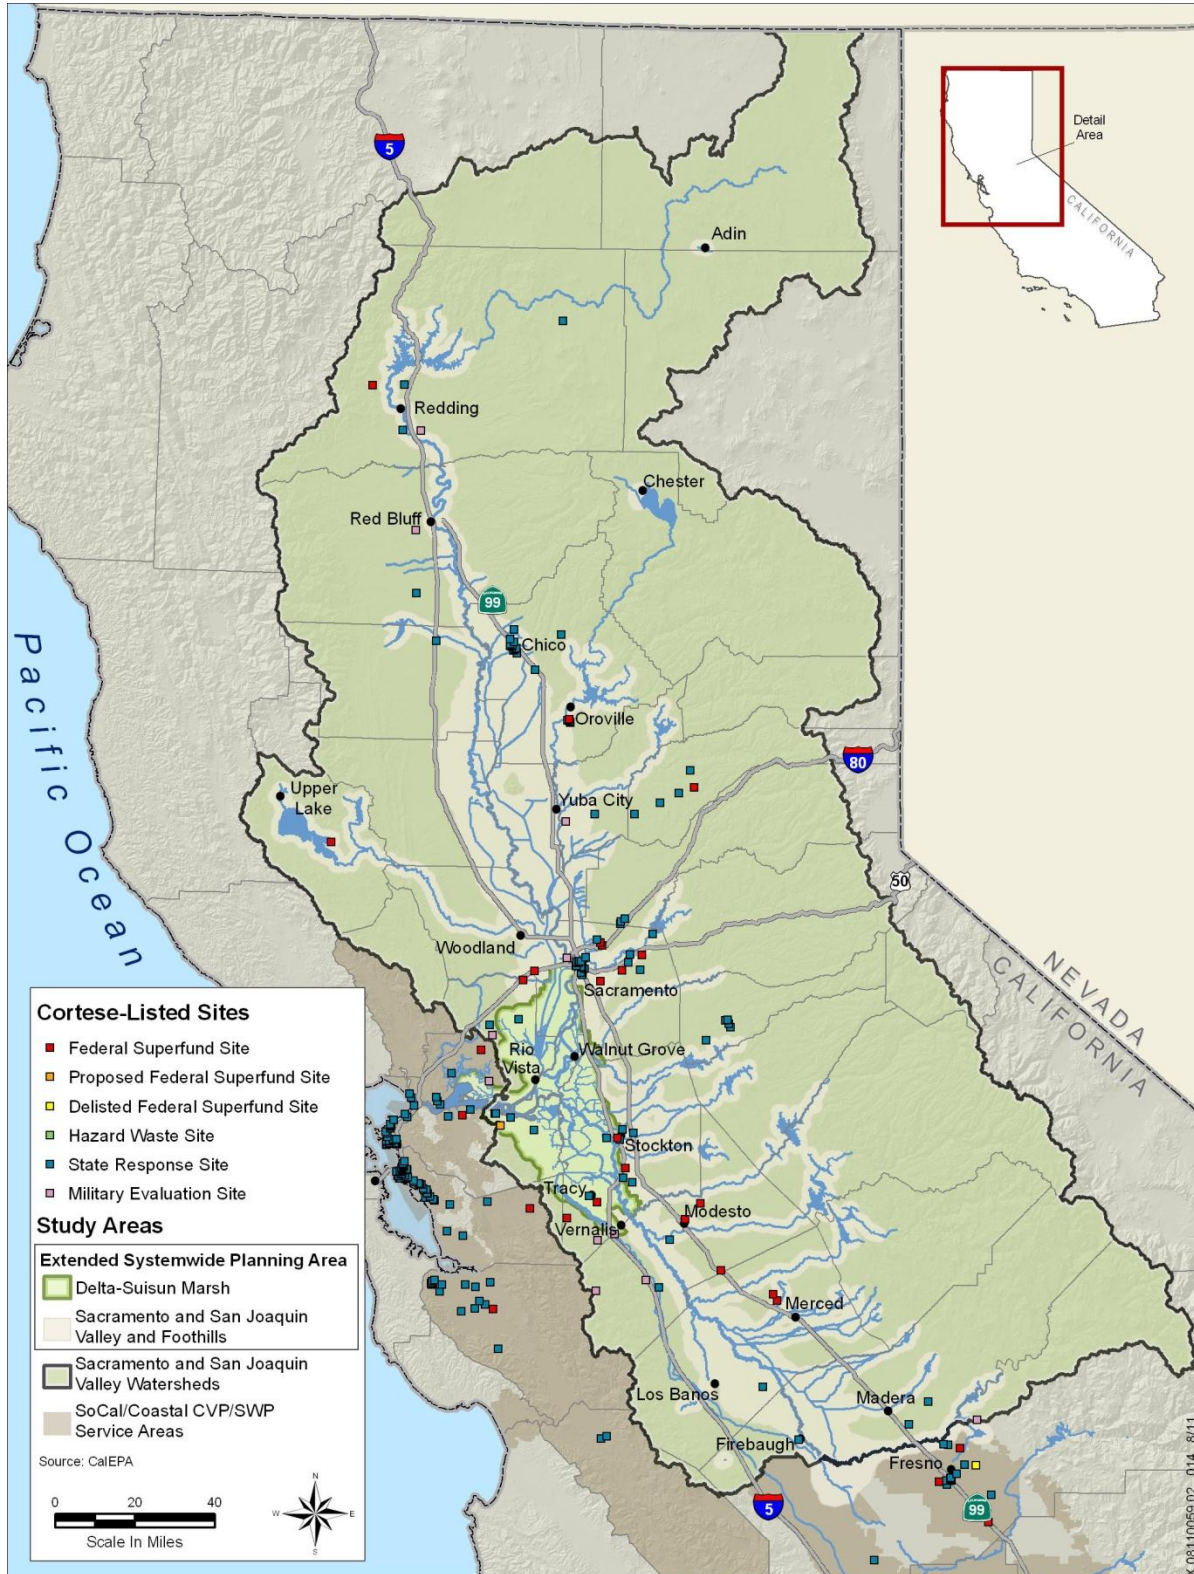 5
Detail
Area
CALIFORNIA
Adin
Redding
Chester
Red Bluff
99
Chico
Oroville
80
Upper
Lake
Yuba City
50
Pacific Ocean
Woodland
Sacramento
NEVADA
CALIFORNIA
Rio
Vista
Walnut Grove
Stockton
Tracy
Modesto
Vernalis
Merced
Los Banos
Madera
Firebaugh
Fresno
5
99
Cortese-Listed Sites
Federal Superfund Site
Proposed Federal Superfund Site
Delisted Federal Superfund Site
Hazard Waste Site
State Response Site
Military Evaluation Site
Study Areas
Extended Systemwide Planning Area
Delta-Suisun Marsh
Sacramento and San Joaquin
Valley and Foothills
Sacramento and San Joaquin
Valley Watersheds
SoCal/Coastal CVP/SWP
Service Areas
Source: CalEPA
0 20 40
Scale In Miles
N
W E
S
X 08110059.02 014 8/11